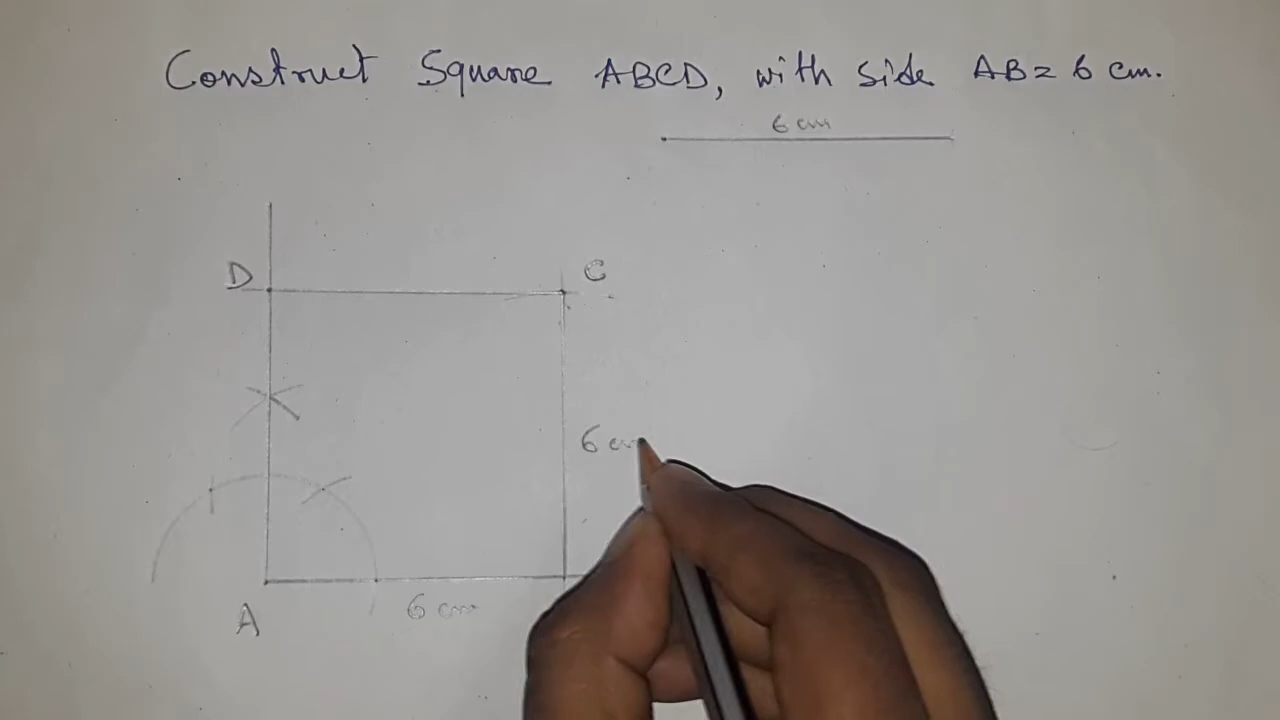 Construct Square ABCD, with side AB = 6 cm.
6 cm
D C
6 cm
6 cm
A